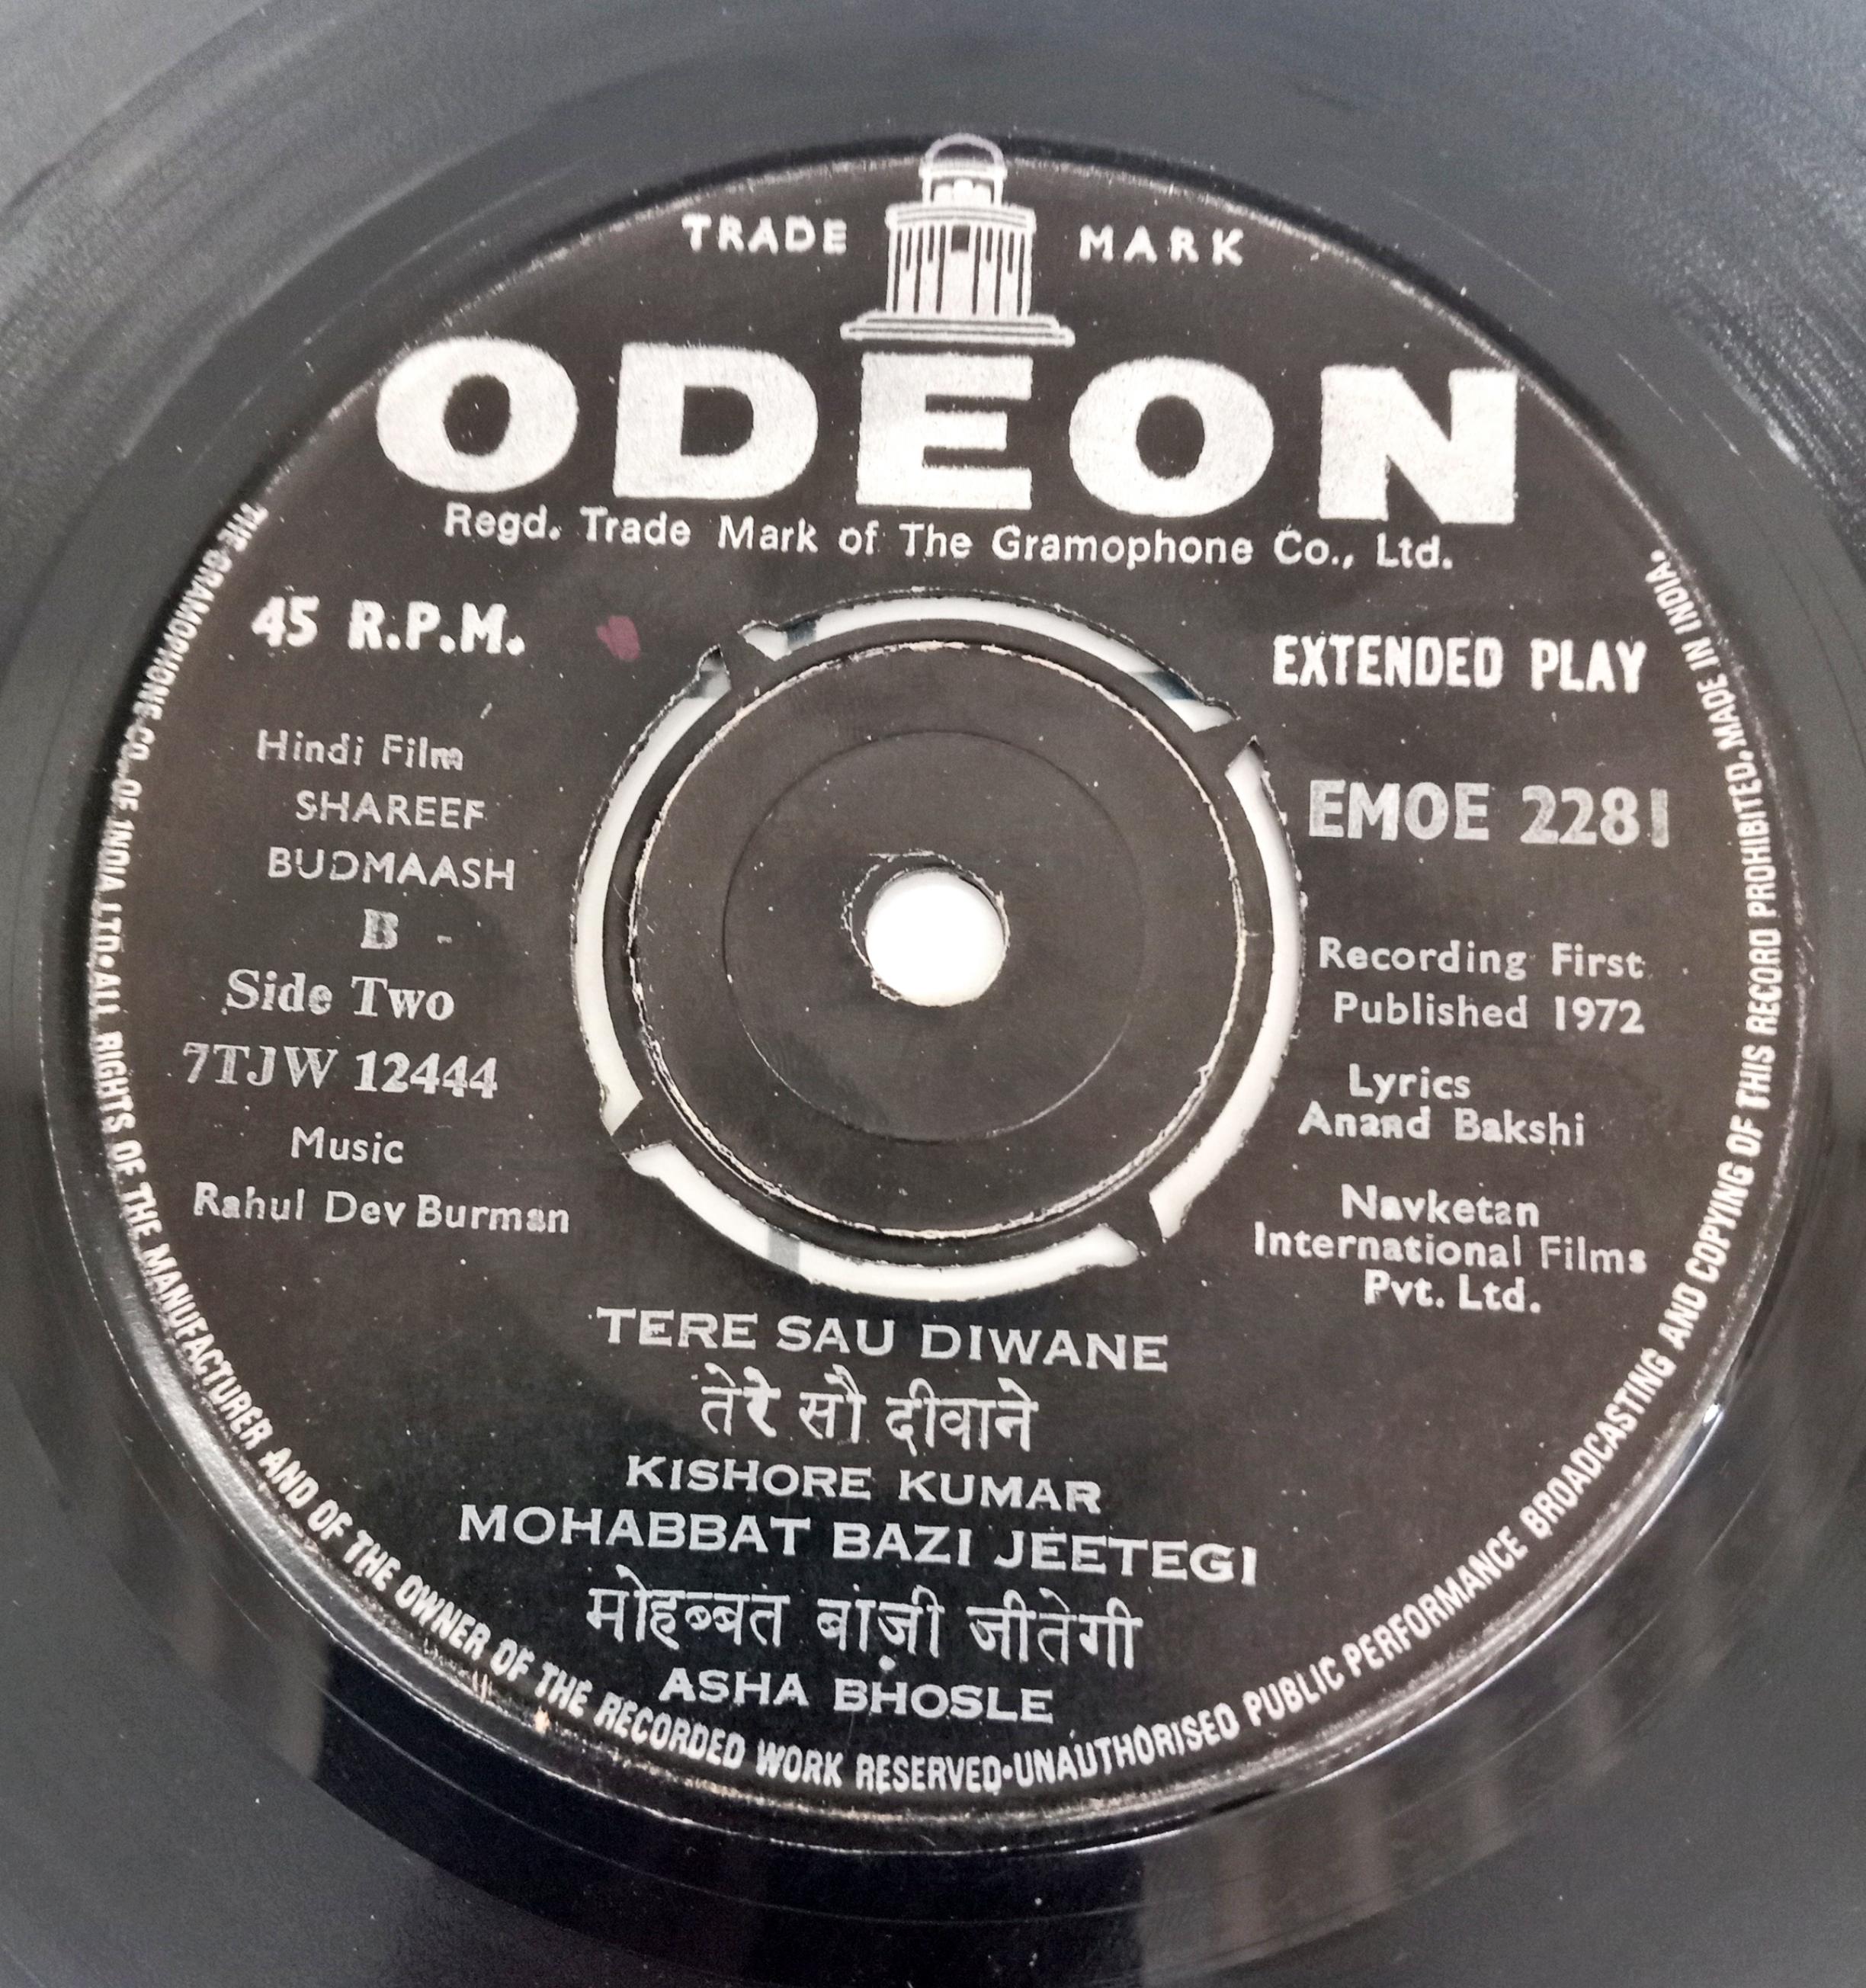 TRADE MARK
ODEON
Regd. Trade Mark of The Gramophone Co., Ltd.
45 R.P.M.
EXTENDED PLAY
Hindi Film
SHAREEF
BUDMAASH
B -
Side Two
7TJW 12444
Music
Rahul Dev Burman
EMOE 2281
Recording First
Published 1972
Lyrics
Anand Bakshi
Navketan
International Films
Pvt. Ltd.
TERE SAU DIWANE
तेरे सौ दीवाने
KISHORE KUMAR
MOHABBAT BAZI JEETEGI
मोहब्बत बाज़ी जीतेगी
ASHA BHOSLE
THE GRAMOPHONE CO. OF INDIA LTD•ALL RIGHTS OF THE MANUFACTURER AND OF THE OWNER OF THE RECORDED WORK RESERVED•UNAUTHORISED PUBLIC PERFORMANCE BROADCASTING AND COPYING OF THIS RECORD PROHIBITED. MADE IN INDIA•